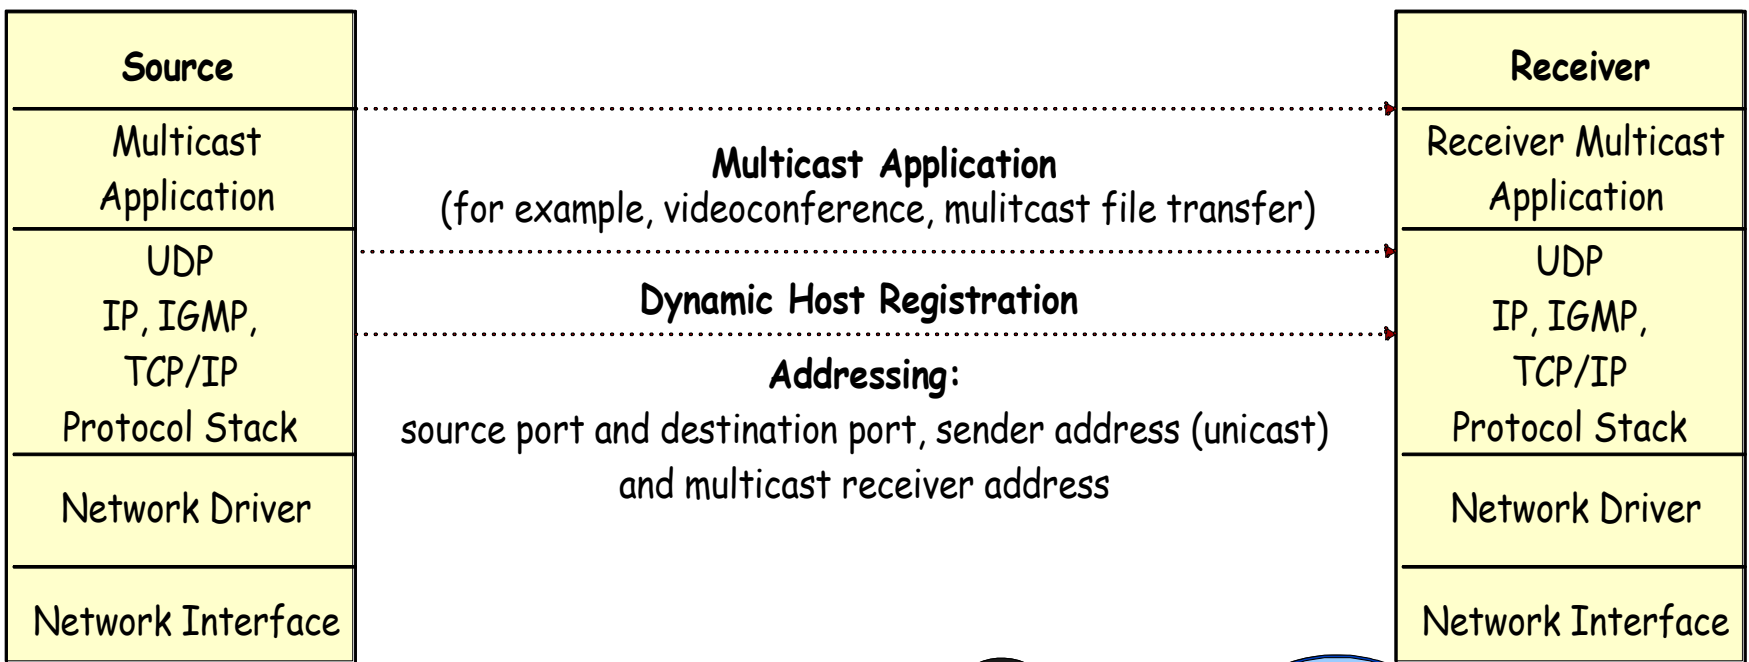 Source
Multicast
Application
UDP
IP, IGMP,
TCP/IP
Protocol Stack
Network Driver
Network Interface
Multicast Application
(for example, videoconference, mulitcast file transfer)
Dynamic Host Registration
Addressing:
source port and destination port, sender address (unicast)
and multicast receiver address
Receiver
Receiver Multicast
Application
UDP
IP, IGMP,
TCP/IP
Protocol Stack
Network Driver
Network Interface